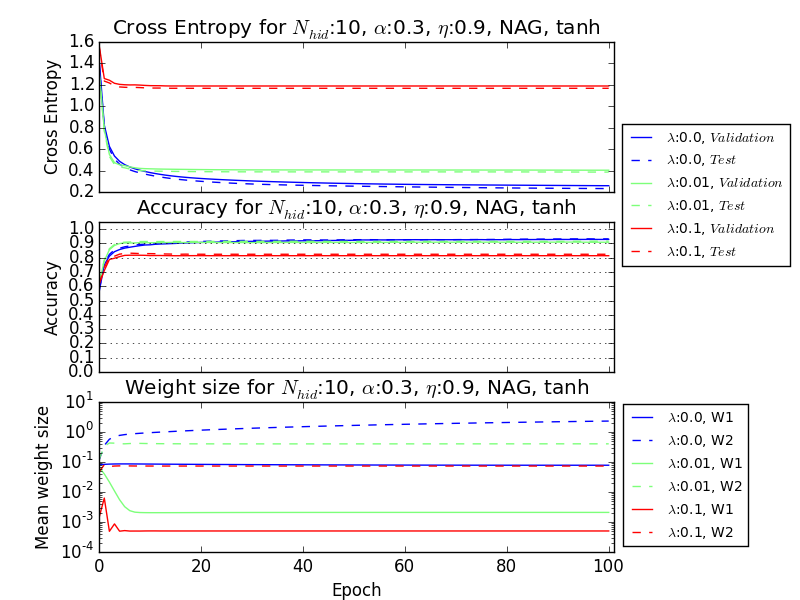 Cross Entropy for N_hid:10, α:0.3, η:0.9, NAG, tanh
1.6
1.4
1.2
1.0
0.8
0.6
0.4
0.2
Cross Entropy
λ:0.0, Validation
λ:0.0, Test
λ:0.01, Validation
λ:0.01, Test
λ:0.1, Validation
λ:0.1, Test
Accuracy for N_hid:10, α:0.3, η:0.9, NAG, tanh
1.0
0.9
0.8
0.7
0.6
0.5
0.4
0.3
0.2
0.1
0.0
Accuracy
Weight size for N_hid:10, α:0.3, η:0.9, NAG, tanh
10^1
10^0
10^-1
10^-2
10^-3
10^-4
Mean weight size
λ:0.0, W1
λ:0.0, W2
λ:0.01, W1
λ:0.01, W2
λ:0.1, W1
λ:0.1, W2
0 20 40 60 80 100
Epoch